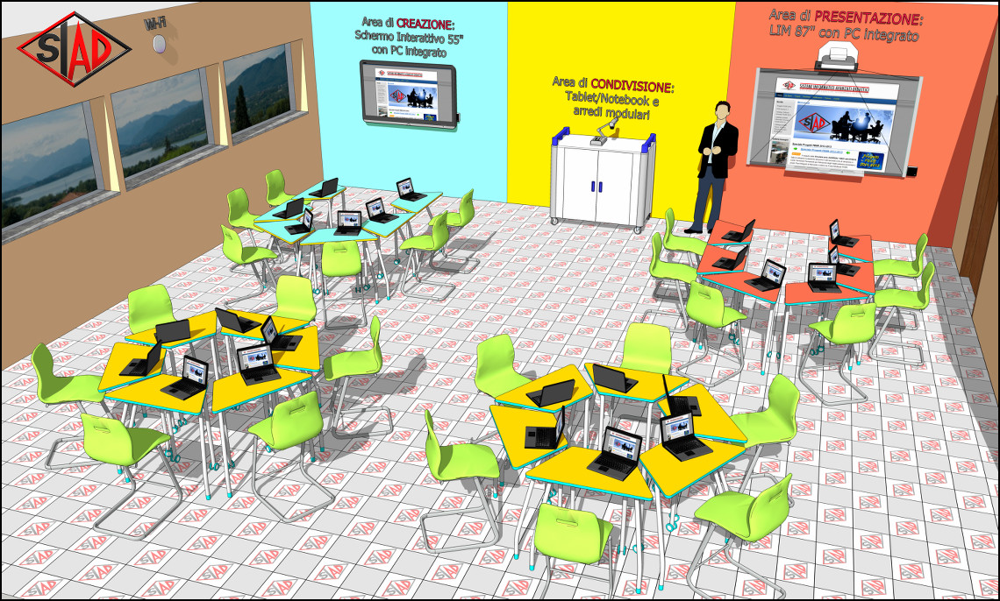 SIAD
Wi-Fi
Area di CREAZIONE:
Schermo Interattivo 55"
con PC integrato
Area di CONDIVISIONE:
Tablet/Notebook e
arredi modulari
Area di PRESENTAZIONE:
LIM 87" con PC integrato